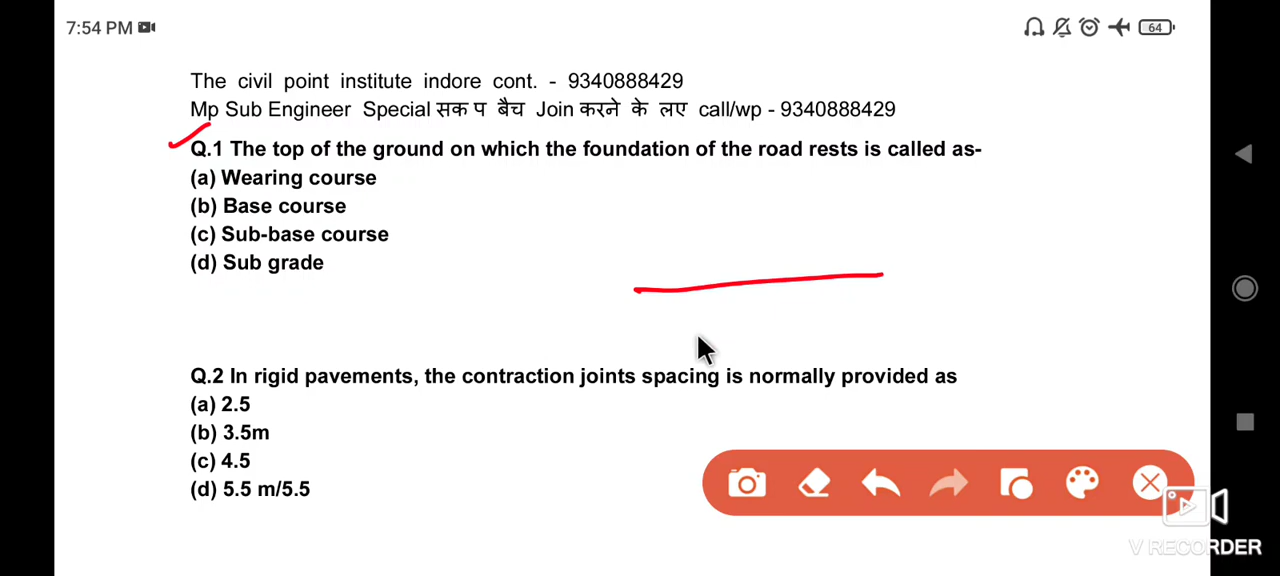 7:54 PM
64
The civil point institute indore cont. - 9340888429
Mp Sub Engineer Special सक प बैच Join करने के लए call/wp - 9340888429
Q.1 The top of the ground on which the foundation of the road rests is called as-
(a) Wearing course
(b) Base course
(c) Sub-base course
(d) Sub grade
Q.2 In rigid pavements, the contraction joints spacing is normally provided as
(a) 2.5
(b) 3.5m
(c) 4.5
(d) 5.5 m/5.5
V RECORDER